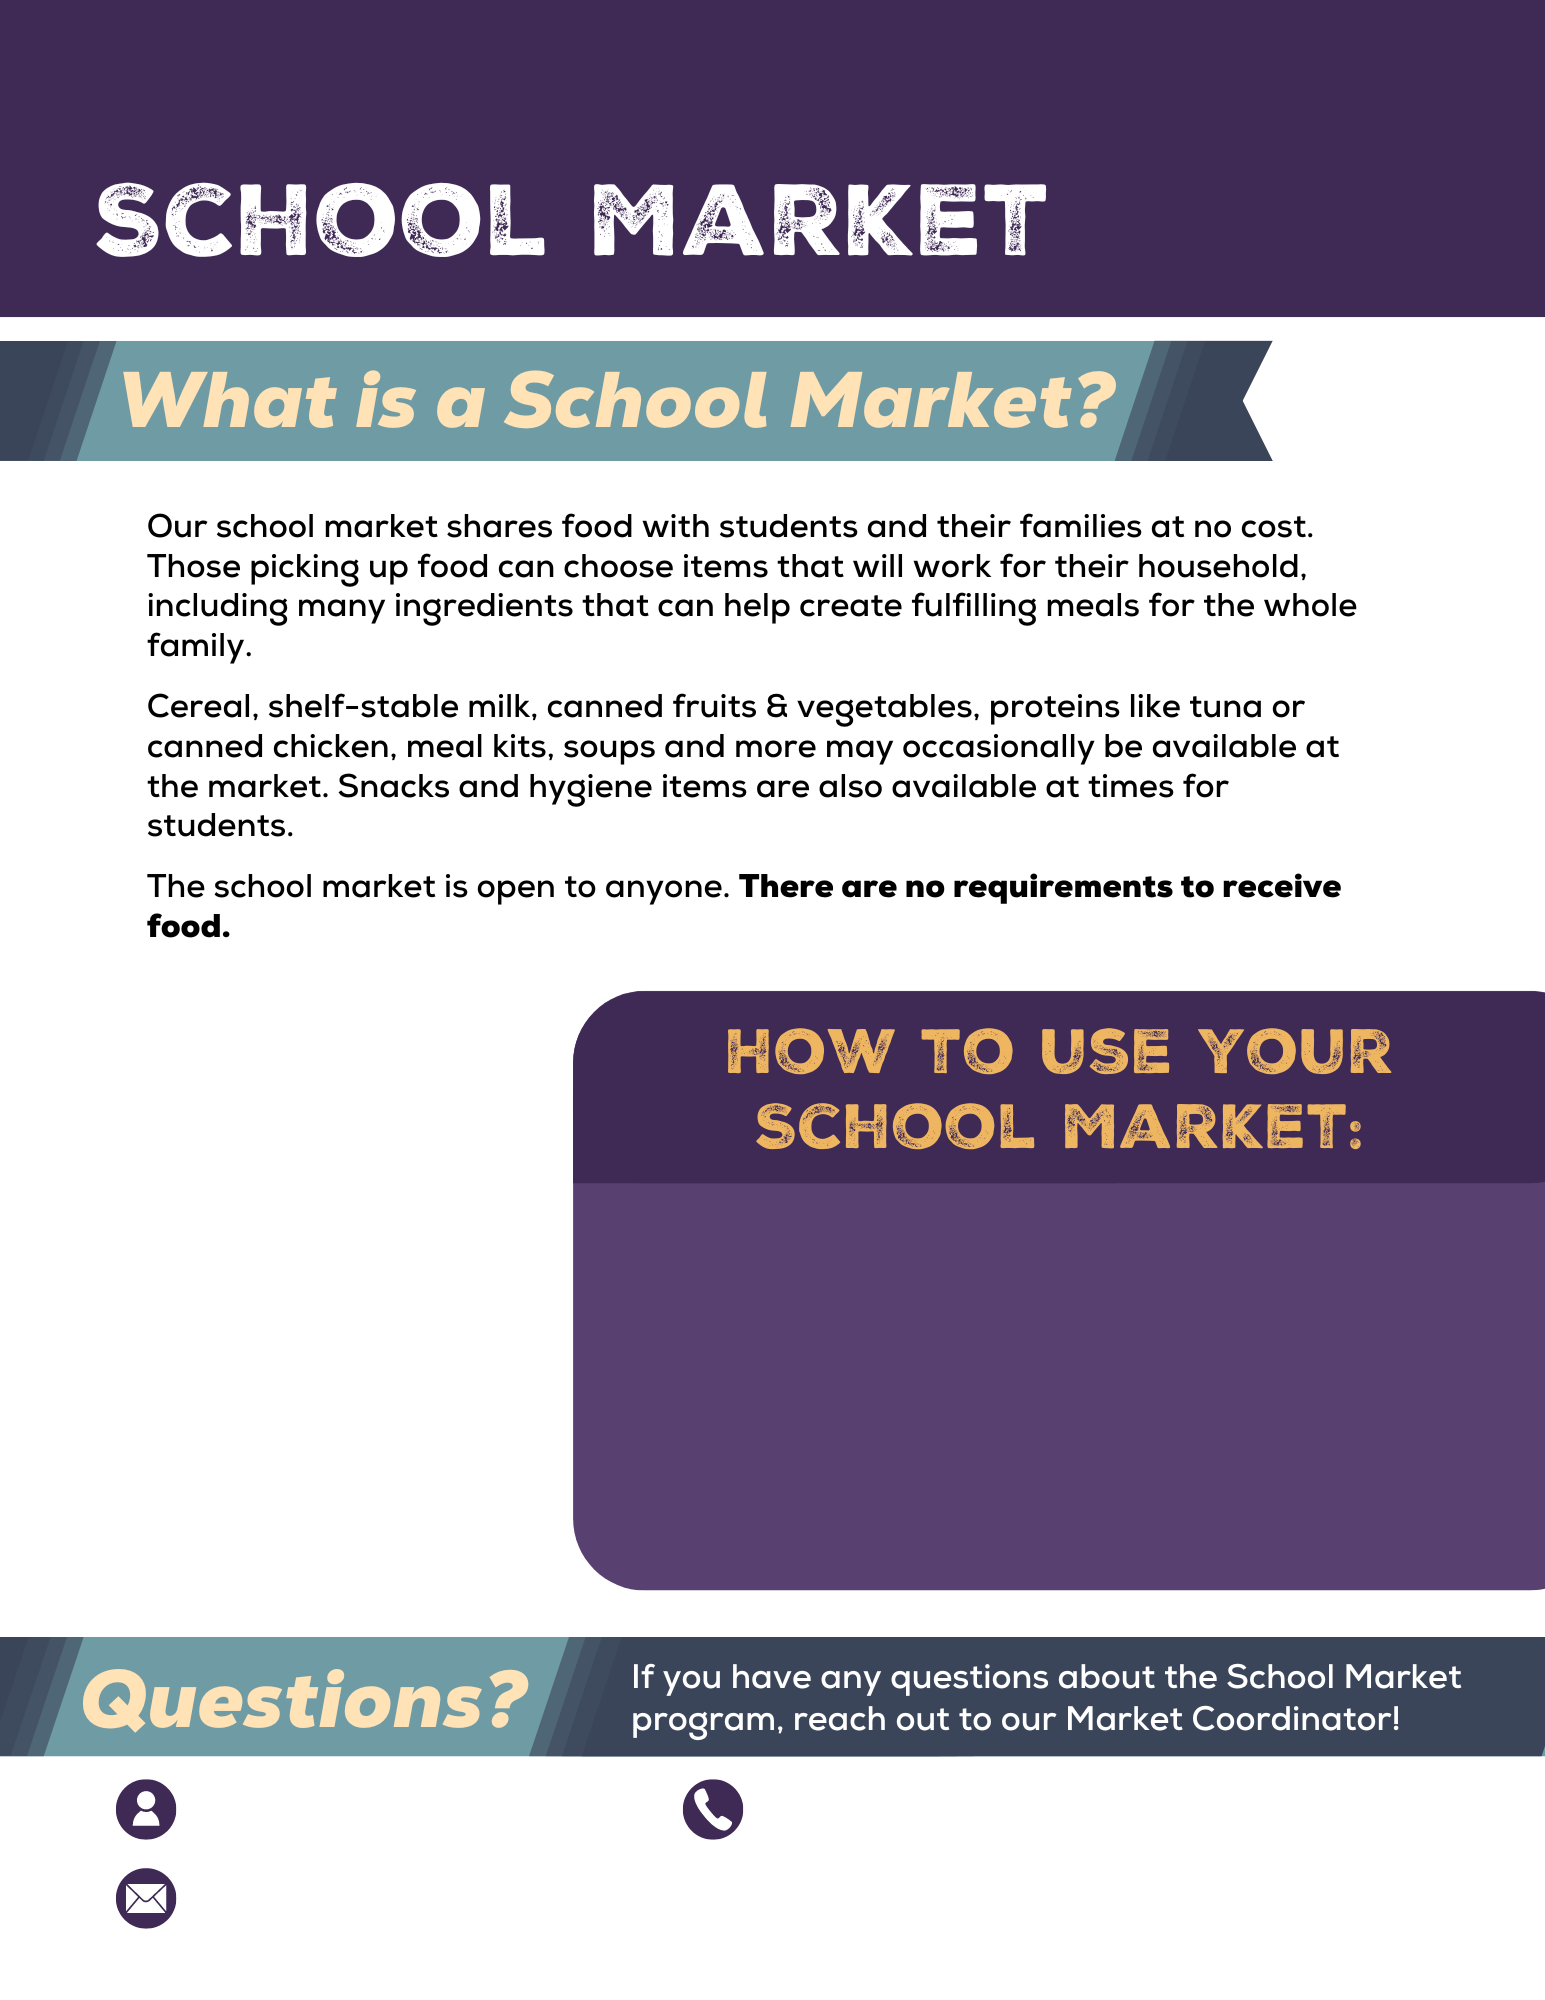 SCHOOL MARKET
What is a School Market?
Our school market shares food with students and their families at no cost.
Those picking up food can choose items that will work for their household,
including many ingredients that can help create fulfilling meals for the whole
family.
Cereal, shelf-stable milk, canned fruits & vegetables, proteins like tuna or
canned chicken, meal kits, soups and more may occasionally be available at
the market. Snacks and hygiene items are also available at times for
students.
The school market is open to anyone. There are no requirements to receive
food.
HOW TO USE YOUR
SCHOOL MARKET:
Questions?
If you have any questions about the School Market
program, reach out to our Market Coordinator!